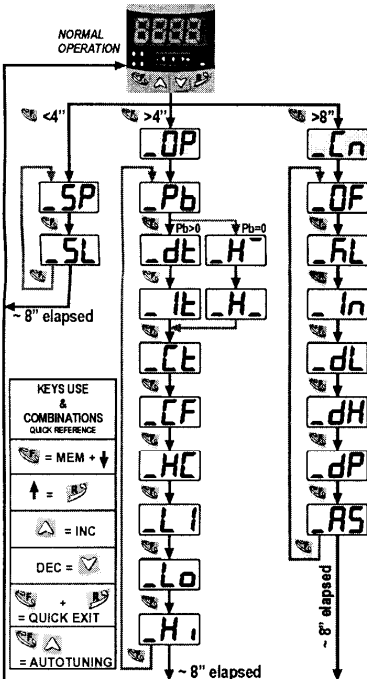 NORMAL
OPERATION
8888
<4"
>4"
>8"
_SP
_SL
~ 8" elapsed
_OP
_Pb
Pb>0
Pb=0
_dt
_H¯
_It
_H_
_Ct
_CF
_HC
_LI
_Lo
_Hi
~ 8" elapsed
_Cn
_OF
_AL
_In
_dL
_dH
_dP
_AS
~ 8" elapsed
KEYS USE
&
COMBINATIONS
QUICK REFERENCE
= MEM +
=
= INC
DEC =
+
= QUICK EXIT
= AUTOTUNING